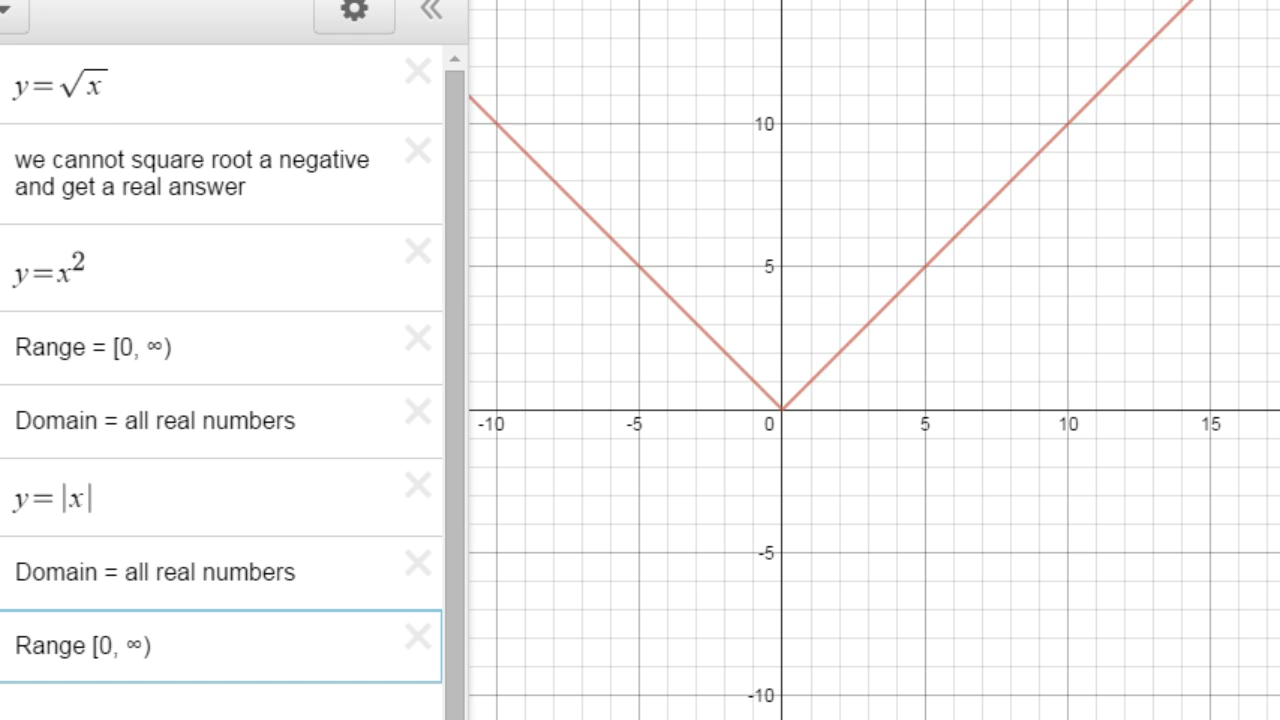 y=√x
we cannot square root a negative
and get a real answer
y=x²
Range = [0, ∞)
Domain = all real numbers
y=|x|
Domain = all real numbers
Range [0, ∞)
10
5
-10 -5 0 5 10 15
-5
-10